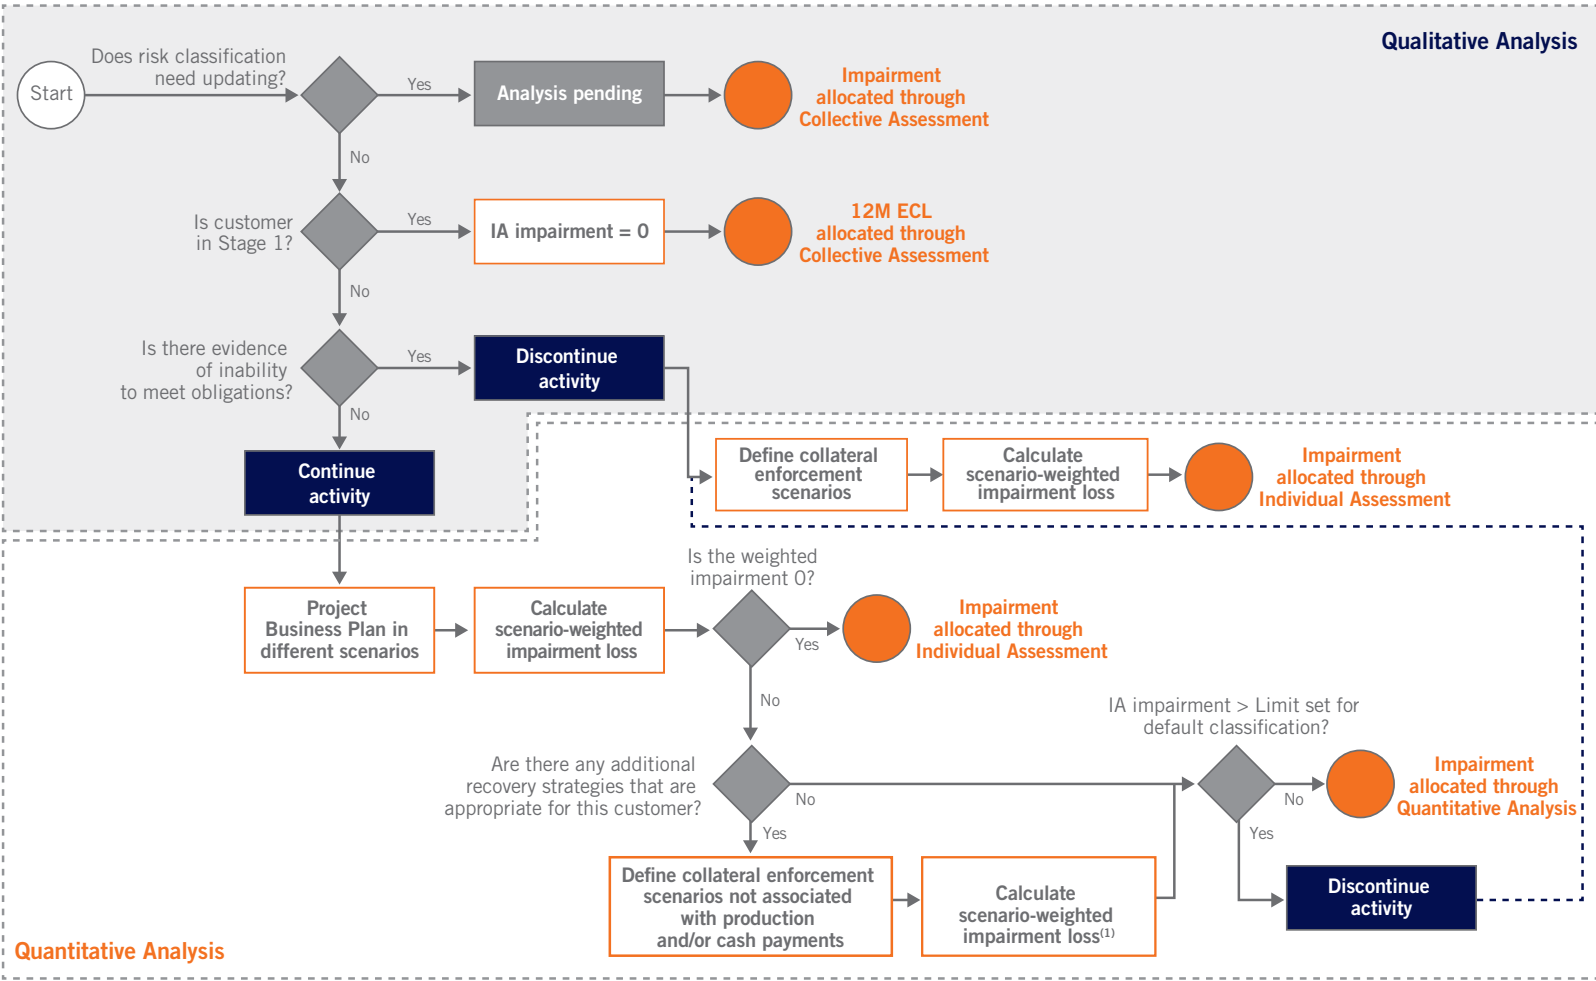 Qualitative Analysis
Start
Does risk classification
need updating?
Yes
Analysis pending
Impairment
allocated through
Collective Assessment
No
Is customer
in Stage 1?
Yes
IA impairment = 0
12M ECL
allocated through
Collective Assessment
No
Is there evidence
of inability
to meet obligations?
Yes
Discontinue
activity
No
Continue
activity
Define collateral
enforcement
scenarios
Calculate
scenario-weighted
impairment loss
Impairment
allocated through
Individual Assessment
Project
Business Plan in
different scenarios
Calculate
scenario-weighted
impairment loss
Is the weighted
impairment 0?
Yes
Impairment
allocated through
Individual Assessment
No
Are there any additional
recovery strategies that are
appropriate for this customer?
No
Yes
IA impairment > Limit set for
default classification?
No
Impairment
allocated through
Quantitative Analysis
Yes
Define collateral enforcement
scenarios not associated
with production
and/or cash payments
Calculate
scenario-weighted
impairment loss(1)
Discontinue
activity
Quantitative Analysis